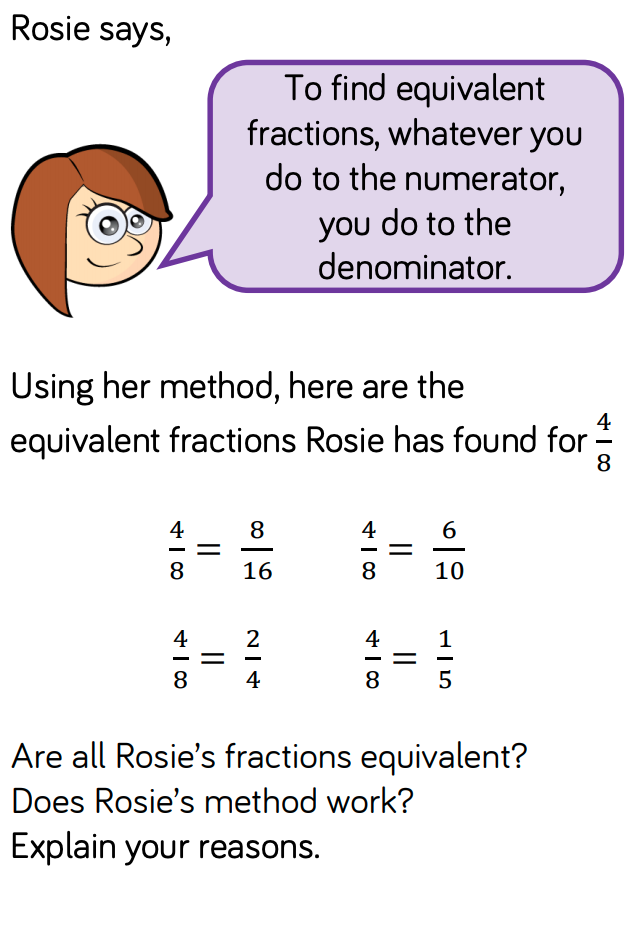 Rosie says,
To find equivalent
fractions, whatever you
do to the numerator,
you do to the
denominator.
Using her method, here are the
equivalent fractions Rosie has found for 4/8
4/8 = 8/16 4/8 = 6/10
4/8 = 2/4 4/8 = 1/5
Are all Rosie’s fractions equivalent?
Does Rosie’s method work?
Explain your reasons.